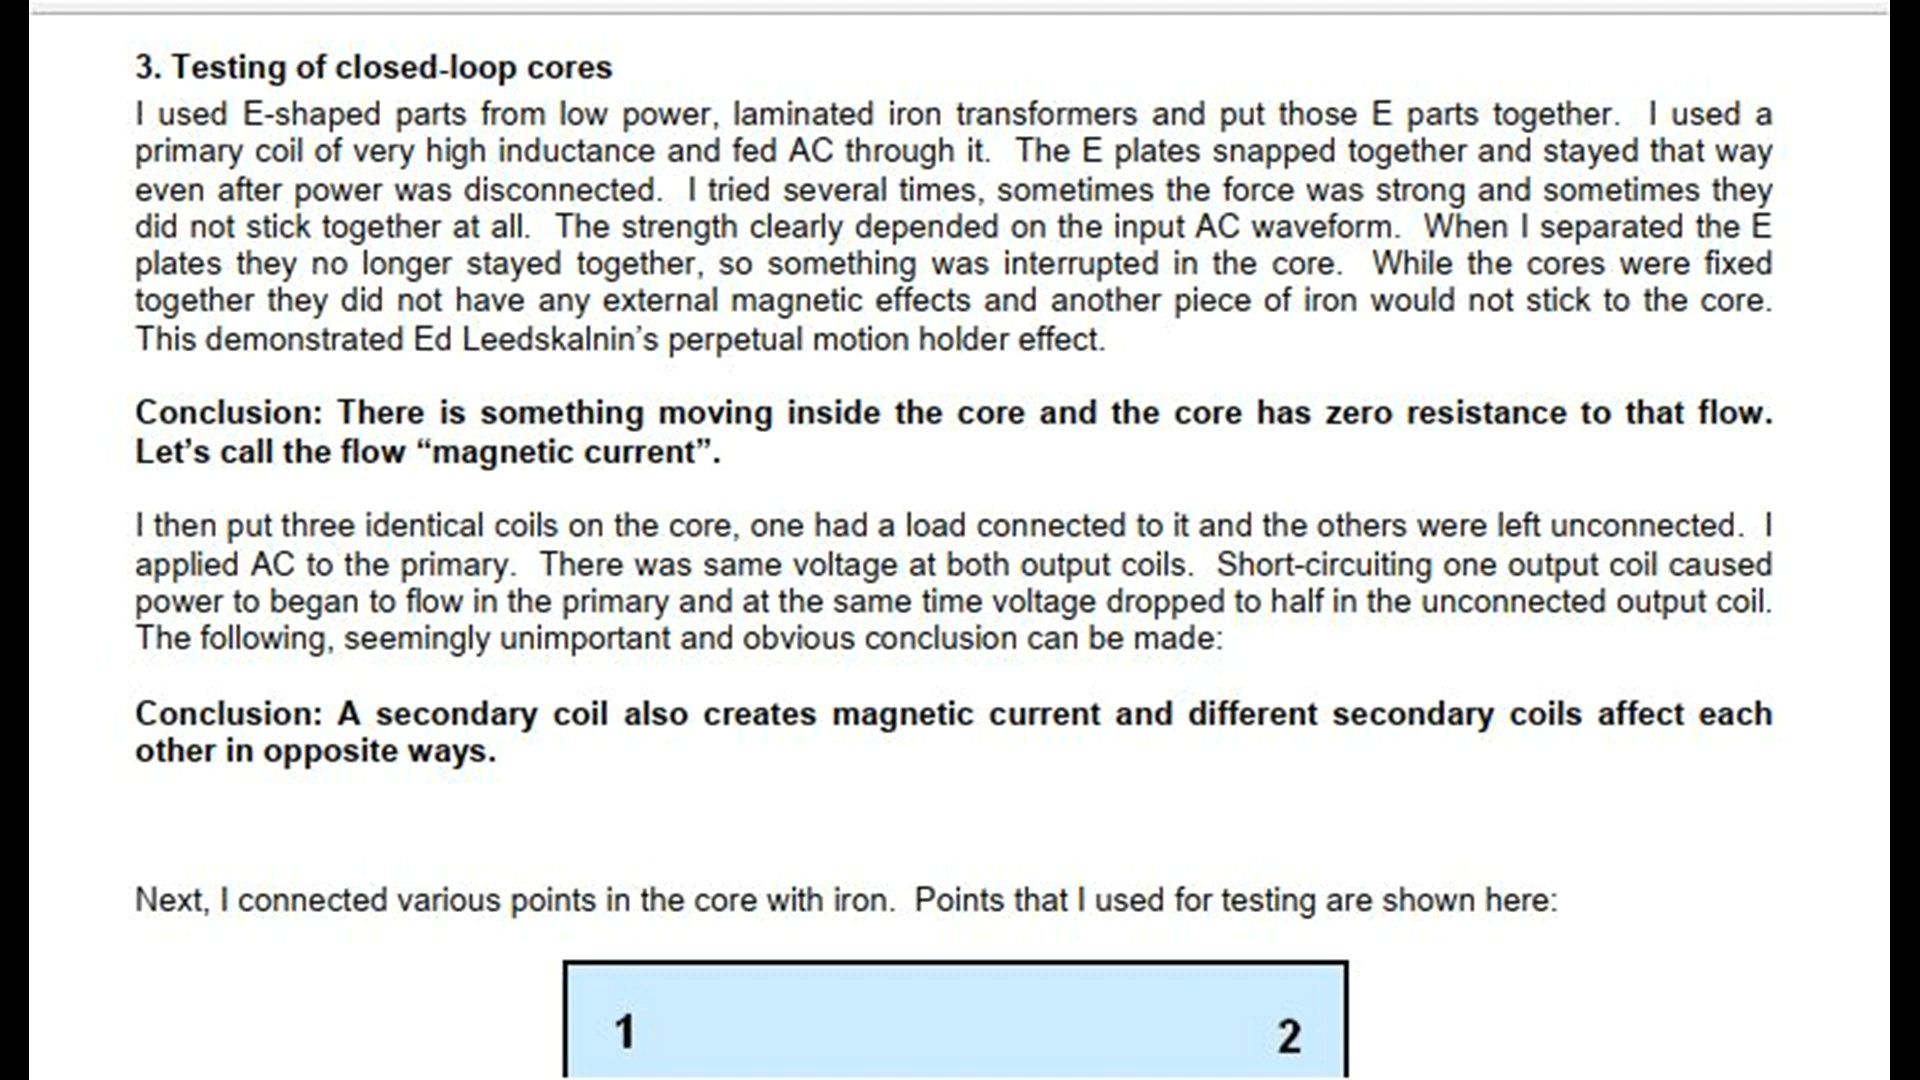 3. Testing of closed-loop cores
I used E-shaped parts from low power, laminated iron transformers and put those E parts together. I used a
primary coil of very high inductance and fed AC through it. The E plates snapped together and stayed that way
even after power was disconnected. I tried several times, sometimes the force was strong and sometimes they
did not stick together at all. The strength clearly depended on the input AC waveform. When I separated the E
plates they no longer stayed together, so something was interrupted in the core. While the cores were fixed
together they did not have any external magnetic effects and another piece of iron would not stick to the core.
This demonstrated Ed Leedskalnin’s perpetual motion holder effect.
Conclusion: There is something moving inside the core and the core has zero resistance to that flow.
Let’s call the flow “magnetic current”.
I then put three identical coils on the core, one had a load connected to it and the others were left unconnected. I
applied AC to the primary. There was same voltage at both output coils. Short-circuiting one output coil caused
power to began to flow in the primary and at the same time voltage dropped to half in the unconnected output coil.
The following, seemingly unimportant and obvious conclusion can be made:
Conclusion: A secondary coil also creates magnetic current and different secondary coils affect each
other in opposite ways.
Next, I connected various points in the core with iron. Points that I used for testing are shown here:
1 2